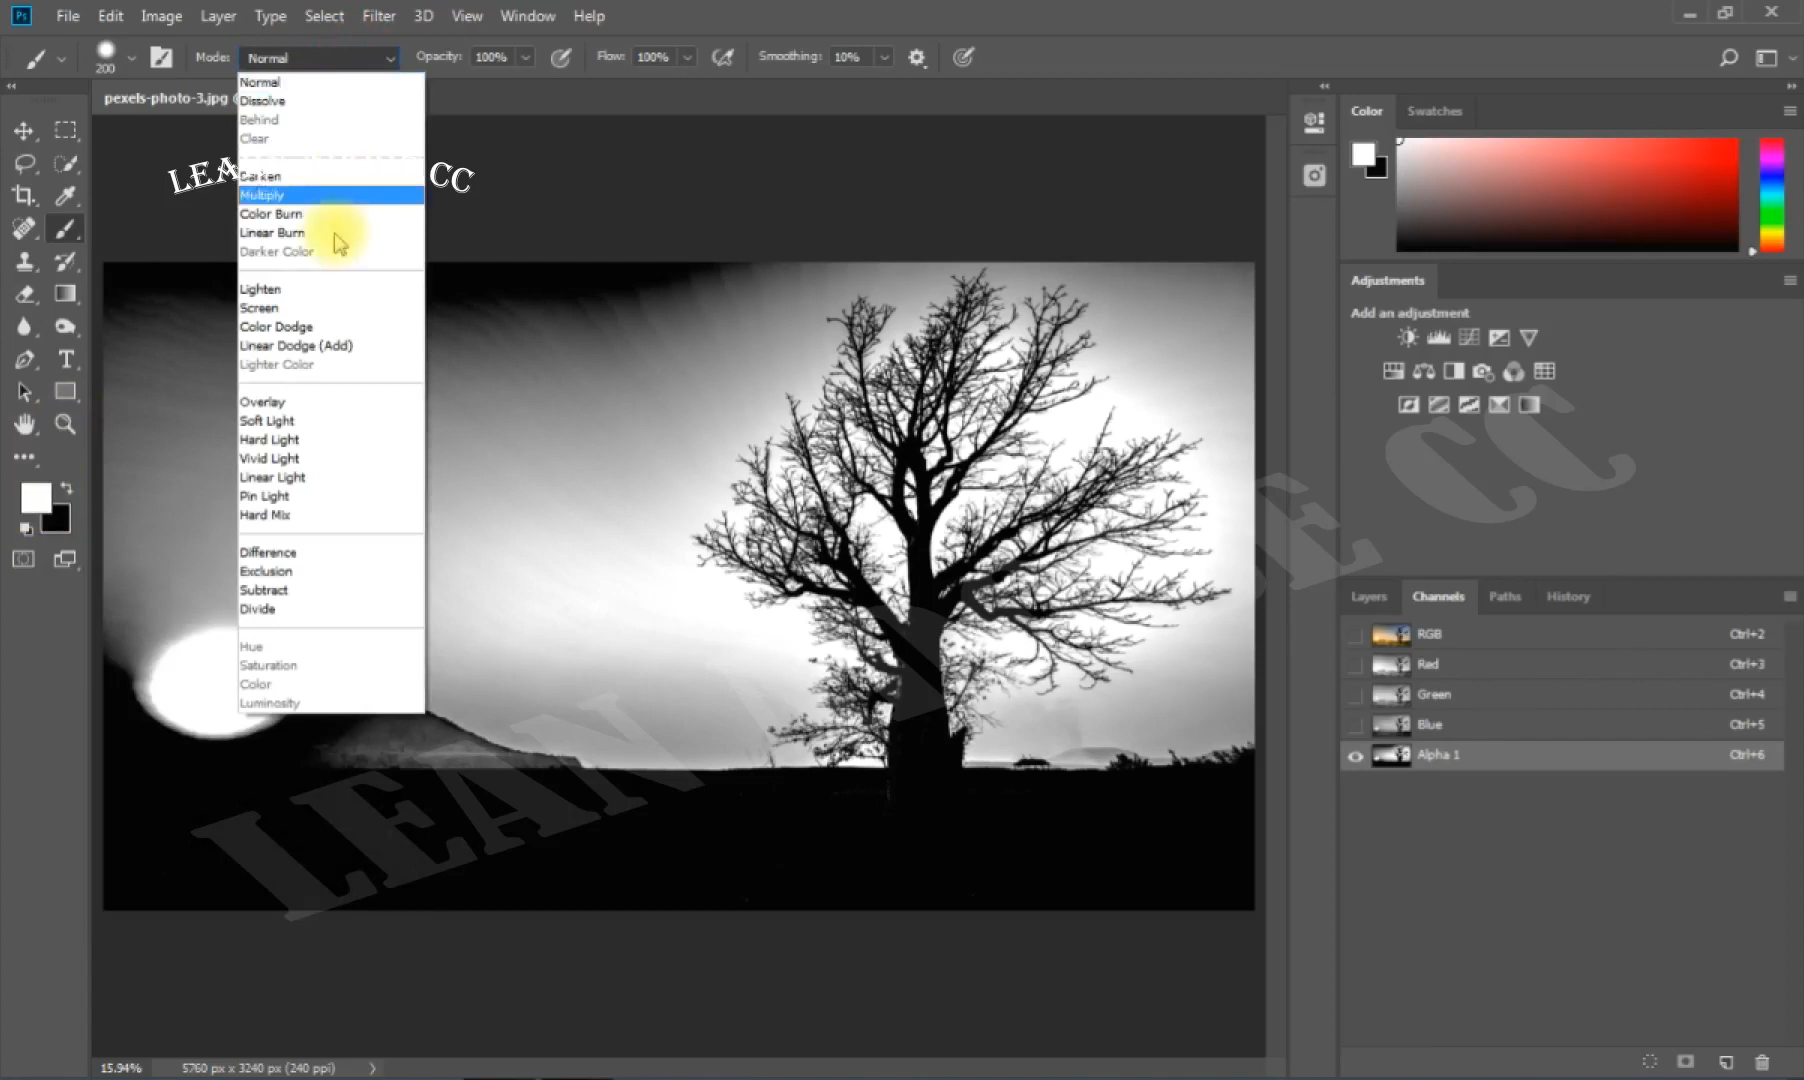 Ps File Edit Image Layer Type Select Filter 3D View Window Help
200 Mode: Normal Opacity: 100% Flow: 100% Smoothing: 10%
pexels-photo-3.jpg @
Normal
Dissolve
Behind
Clear
Darken
Multiply
Color Burn
Linear Burn
Darker Color
Lighten
Screen
Color Dodge
Linear Dodge (Add)
Lighter Color
Overlay
Soft Light
Hard Light
Vivid Light
Linear Light
Pin Light
Hard Mix
Difference
Exclusion
Subtract
Divide
Hue
Saturation
Color
Luminosity
CC
Color Swatches
Adjustments
Add an adjustment
Layers Channels Paths History
RGB Ctrl+2
Red Ctrl+3
Green Ctrl+4
Blue Ctrl+5
Alpha 1 Ctrl+6
15.94% 5760 px x 3240 px (240 ppi)